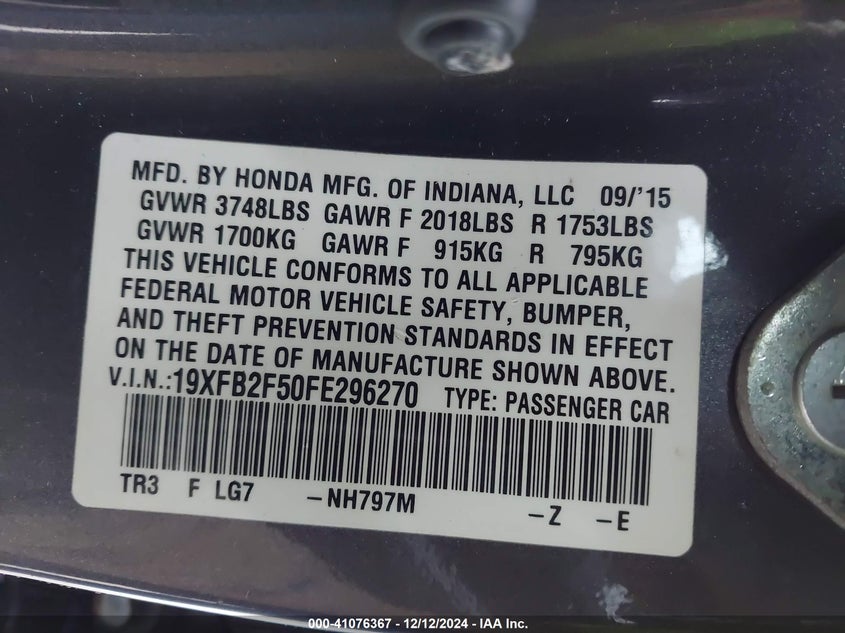 MFD. BY HONDA MFG. OF INDIANA, LLC 09/'15
GVWR 3748LBS GAWR F 2018LBS R 1753LBS
GVWR 1700KG GAWR F 915KG R 795KG
THIS VEHICLE CONFORMS TO ALL APPLICABLE
FEDERAL MOTOR VEHICLE SAFETY, BUMPER,
AND THEFT PREVENTION STANDARDS IN EFFECT
ON THE DATE OF MANUFACTURE SHOWN ABOVE.
V.I.N.:19XFB2F50FE296270 TYPE: PASSENGER CAR
TR3 F LG7 -NH797M -Z -E
000-41076367 - 12/12/2024 - IAA Inc.